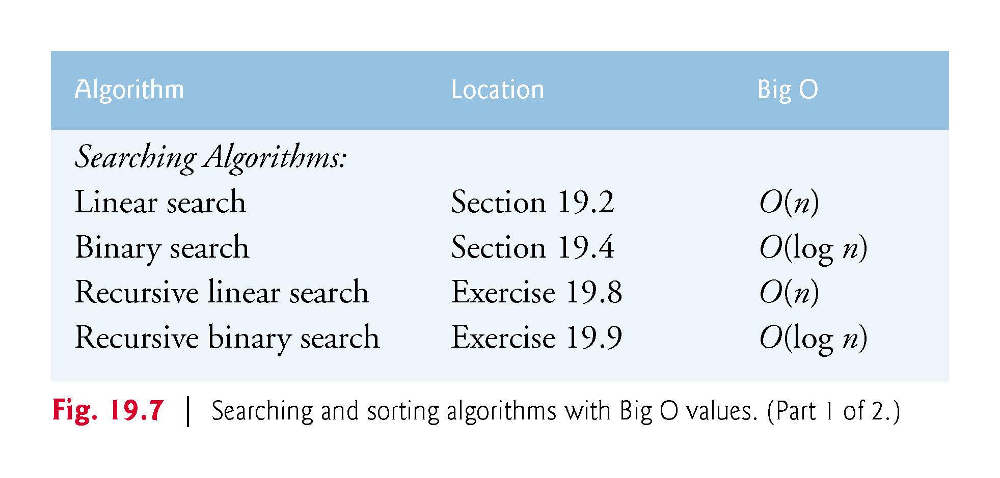 Algorithm Location Big O
Searching Algorithms:
Linear search Section 19.2 O(n)
Binary search Section 19.4 O(log n)
Recursive linear search Exercise 19.8 O(n)
Recursive binary search Exercise 19.9 O(log n)
Fig. 19.7 | Searching and sorting algorithms with Big O values. (Part 1 of 2.)